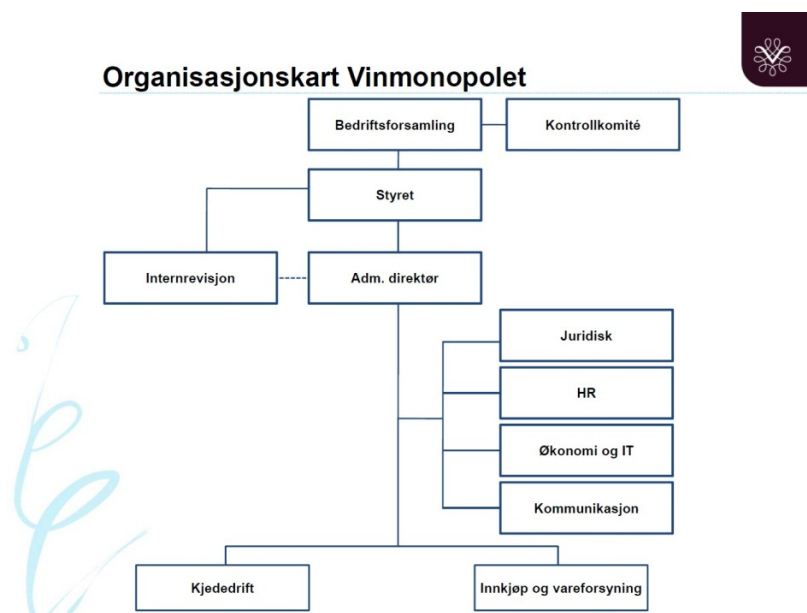 Organisasjonskart Vinmonopolet
Bedriftsforsamling
Kontrollkomité
Styret
Internrevisjon
Adm. direktør
Juridisk
HR
Økonomi og IT
Kommunikasjon
Kjededrift
Innkjøp og vareforsyning